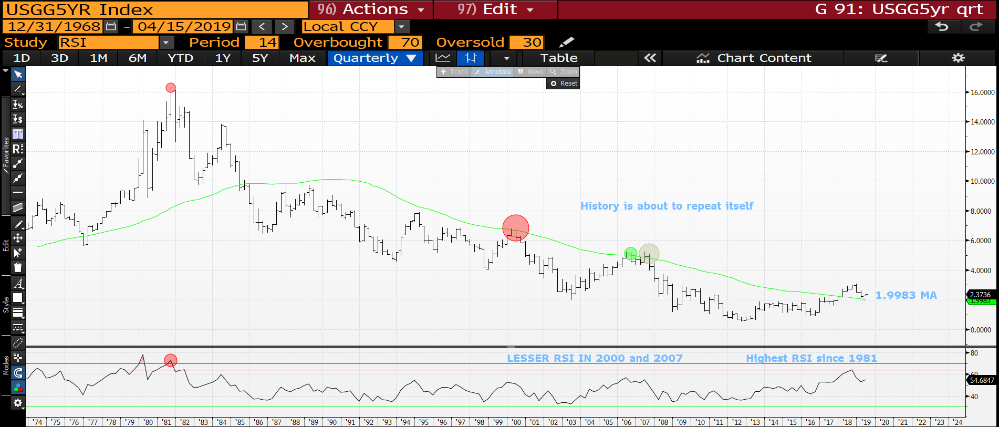 USGG5YR Index 96) Actions 97) Edit G 91: USGG5yr qrt
12/31/1968 - 04/15/2019 < > Local CCY
Study RSI Period 14 Overbought 70 Oversold 30
1D 3D 1M 6M YTD 1Y 5Y Max Quarterly Table « Chart Content
Track Annotate News Zoom
Reset
Favorites
Edit
Style
Modes
%
$
T
R
A
16.0000
14.0000
12.0000
10.0000
History is about to repeat itself
8.0000
6.0000
4.0000
1.9983 MA
2.3736
1.9983
0.0000
LESSER RSI IN 2000 and 2007 Highest RSI since 1981
80
60
54.6847
40
'74 '75 '76 '77 '78 '79 '80 '81 '82 '83 '84 '85 '86 '87 '88 '89 '90 '91 '92 '93 '94 '95 '96 '97 '98 '99 '00 '01 '02 '03 '04 '05 '06 '07 '08 '09 '10 '11 '12 '13 '14 '15 '16 '17 '18 '19 '20 '21 '22 '23 '24